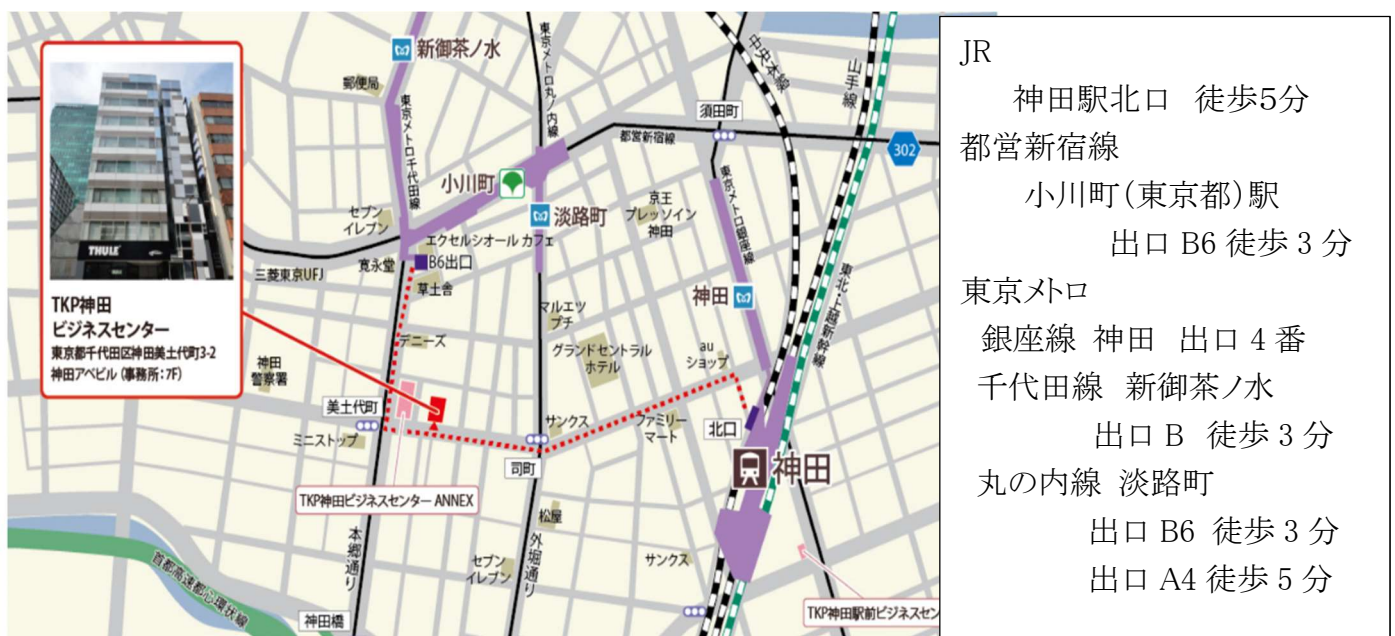 THULE
TKP神田
ビジネスセンター
東京都千代田区神田美土代町3-2
神田アベビル (事務所:7F)
新御茶ノ水
郵便局
東京メトロ千代田線
東京メトロ丸ノ内線
中央本線
山手線
須田町
都営新宿線
302
小川町
淡路町
セブン
イレブン
エクセルシオール カフェ
京王
プレッソイン
神田
東京メトロ銀座線
三菱東京UFJ
寛永堂
B6出口
草土舎
東北・上越新幹線
神田
マルエツ
プチ
デニーズ
グランドセントラル
ホテル
au
ショップ
神田
警察署
美土代町
ミニストップ
サンクス
ファミリー
マート
北口
司町
神田
TKP神田ビジネスセンター ANNEX
松屋
本郷通り
外堀通り
セブン
イレブン
サンクス
首都高速都心環状線
神田橋
TKP神田駅前ビジネスセン
JR
神田駅北口 徒歩5分
都営新宿線
小川町(東京都)駅
出口 B6 徒歩 3 分
東京メトロ
銀座線 神田 出口 4 番
千代田線 新御茶ノ水
出口 B 徒歩 3 分
丸の内線 淡路町
出口 B6 徒歩 3 分
出口 A4 徒歩 5 分